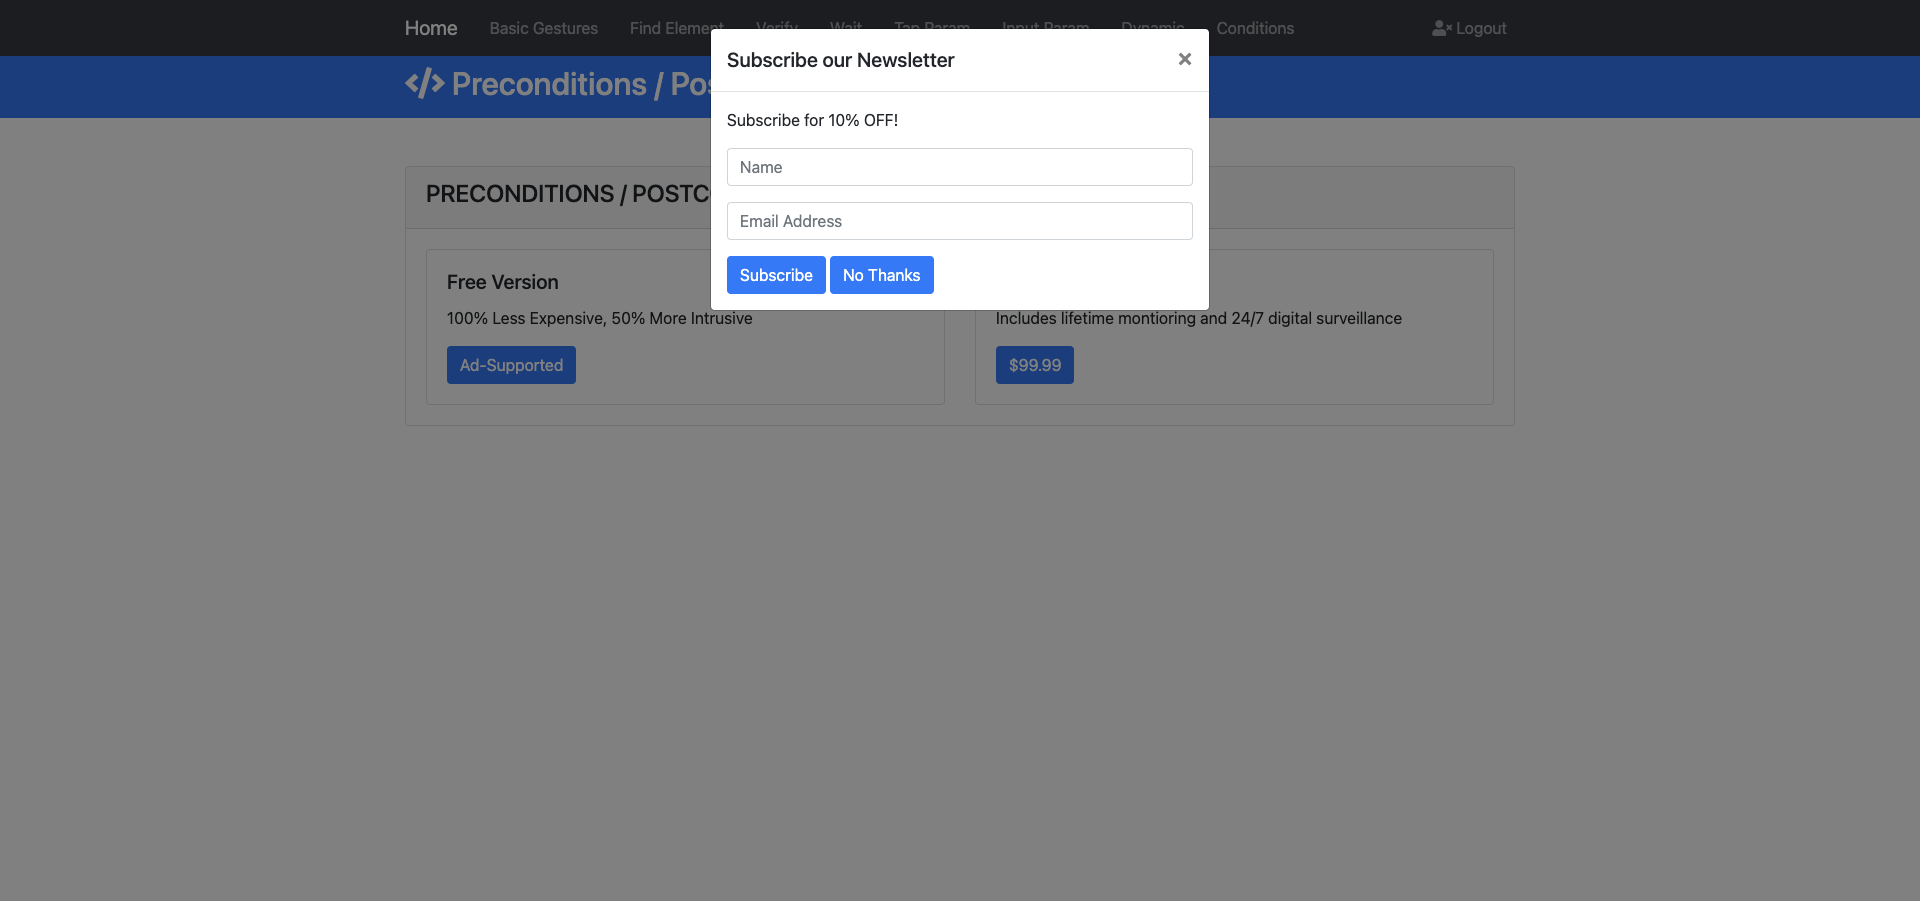 Home Basic Gestures Find Element Verify Wait Tap Param Input Param Dynamic Conditions Logout
Preconditions / Pos
Subscribe our Newsletter ×
Subscribe for 10% OFF!
Name
Email Address
Subscribe No Thanks
PRECONDITIONS / POSTC
Free Version
100% Less Expensive, 50% More Intrusive
Ad-Supported
Includes lifetime montioring and 24/7 digital surveillance
$99.99